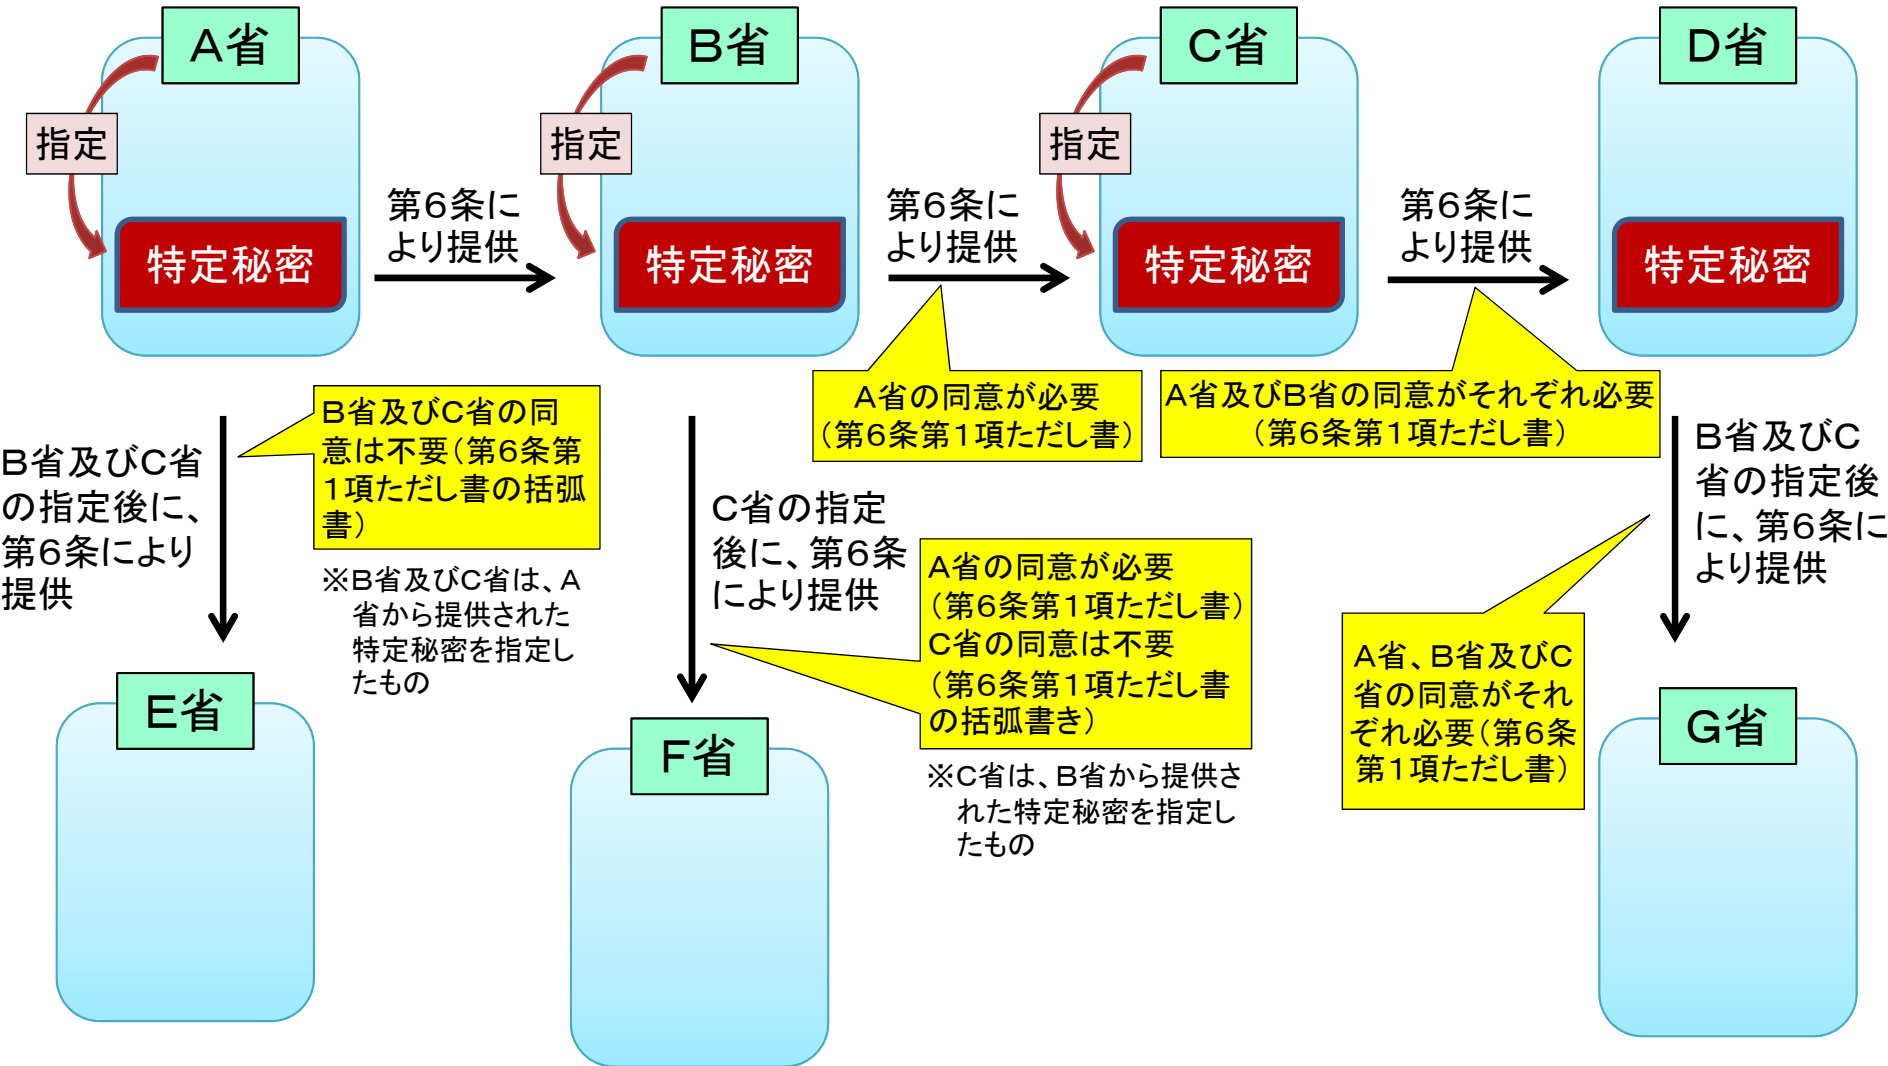 A省
B省
C省
D省
指定
指定
指定
第6条に
より提供
第6条に
より提供
第6条に
より提供
特定秘密
特定秘密
特定秘密
特定秘密
A省の同意が必要
(第6条第1項ただし書)
A省及びB省の同意がそれぞれ必要
(第6条第1項ただし書)
B省及びC省
の指定後に、
第6条により
提供
B省及びC省の同
意は不要(第6条第
1項ただし書の括弧
書)
※B省及びC省は、A
省から提供された
特定秘密を指定し
たもの
C省の指定
後に、第6条
により提供
A省の同意が必要
(第6条第1項ただし書)
C省の同意は不要
(第6条第1項ただし書
の括弧書き)
※C省は、B省から提供さ
れた特定秘密を指定し
たもの
B省及びC
省の指定後
に、第6条に
より提供
A省、B省及びC
省の同意がそれ
ぞれ必要(第6条
第1項ただし書)
E省
F省
G省